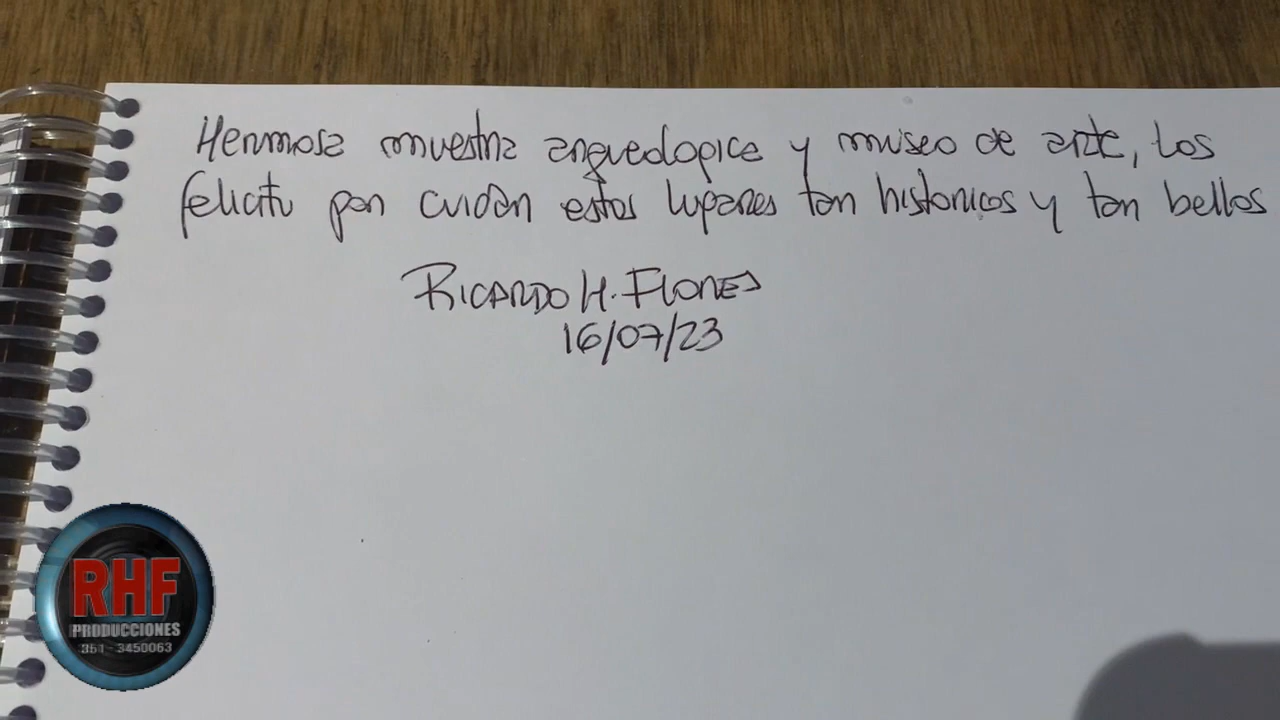 Hermosa muestra arqueologica y museo de arte, los
felicito por cuidar estos lugares tan historicos y tan bellos
RICARDO H. FLORES
16/07/23
RHF
PRODUCCIONES
351 - 3450063